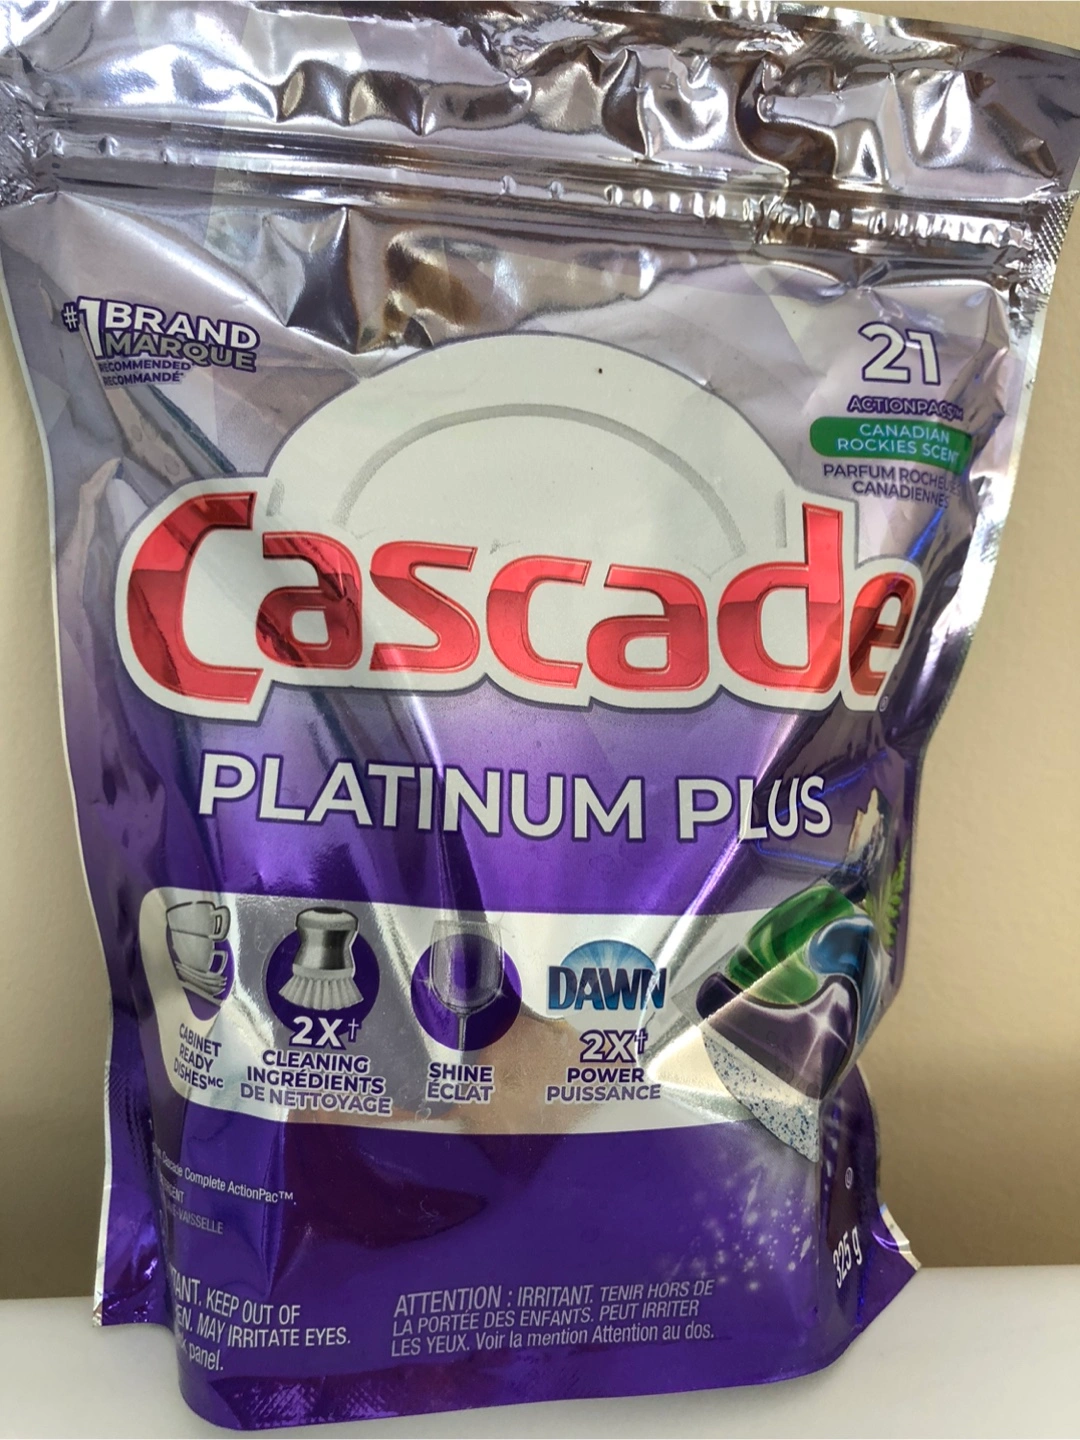 #1 BRAND
MARQUE
RECOMMENDED
RECOMMANDÉ*
21
ACTIONPACS™
CANADIAN
ROCKIES SCENT
PARFUM ROCHEUSES
CANADIENNES
Cascade®
PLATINUM PLUS
CABINET
READY
DISHESMC
2X†
CLEANING
INGRÉDIENTS
DE NETTOYAGE
SHINE
ÉCLAT
DAWN
2X†
POWER
PUISSANCE
Cascade Complete ActionPac™.
VAISSELLE
325 g
KEEP OUT OF
MAY IRRITATE EYES.
panel.
ATTENTION : IRRITANT. TENIR HORS DE
LA PORTÉE DES ENFANTS. PEUT IRRITER
LES YEUX. Voir la mention Attention au dos.